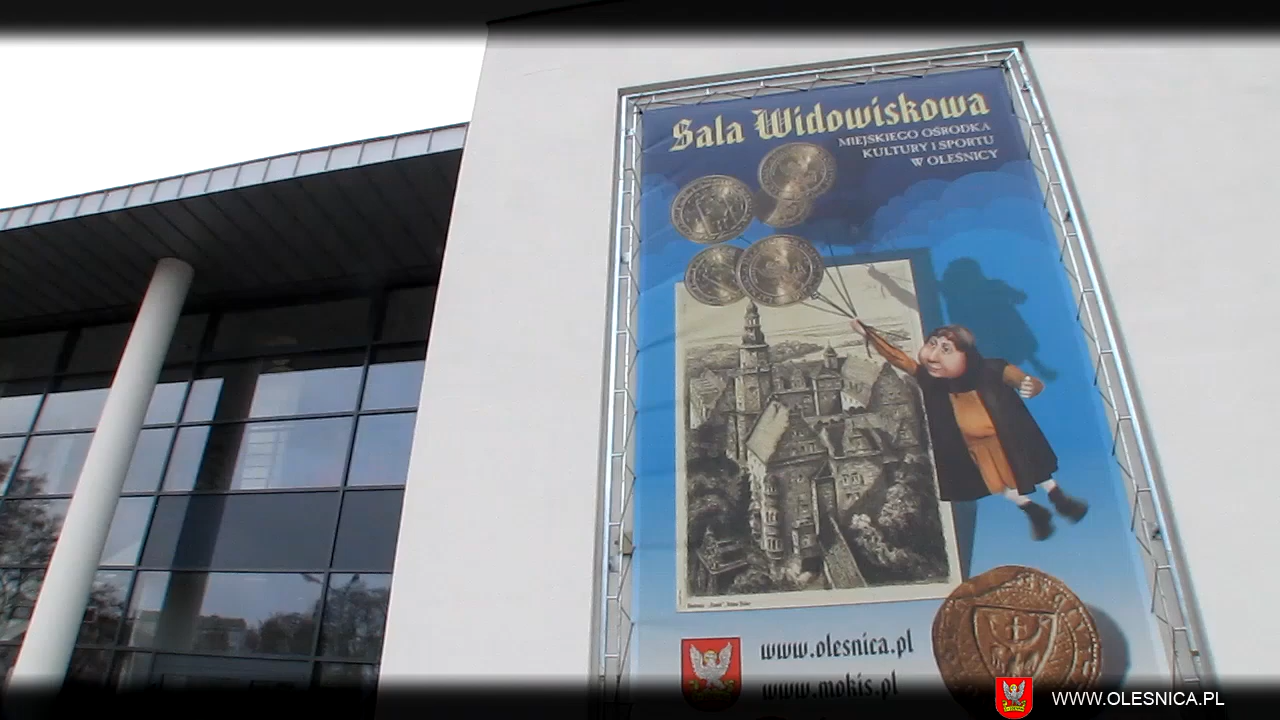 Sala Widowiskowa
MIEJSKIEGO OŚRODKA
KULTURY I SPORTU
W OLEŚNICY
www.olesnica.pl
www.mokis.pl
WWW.OLESNICA.PL